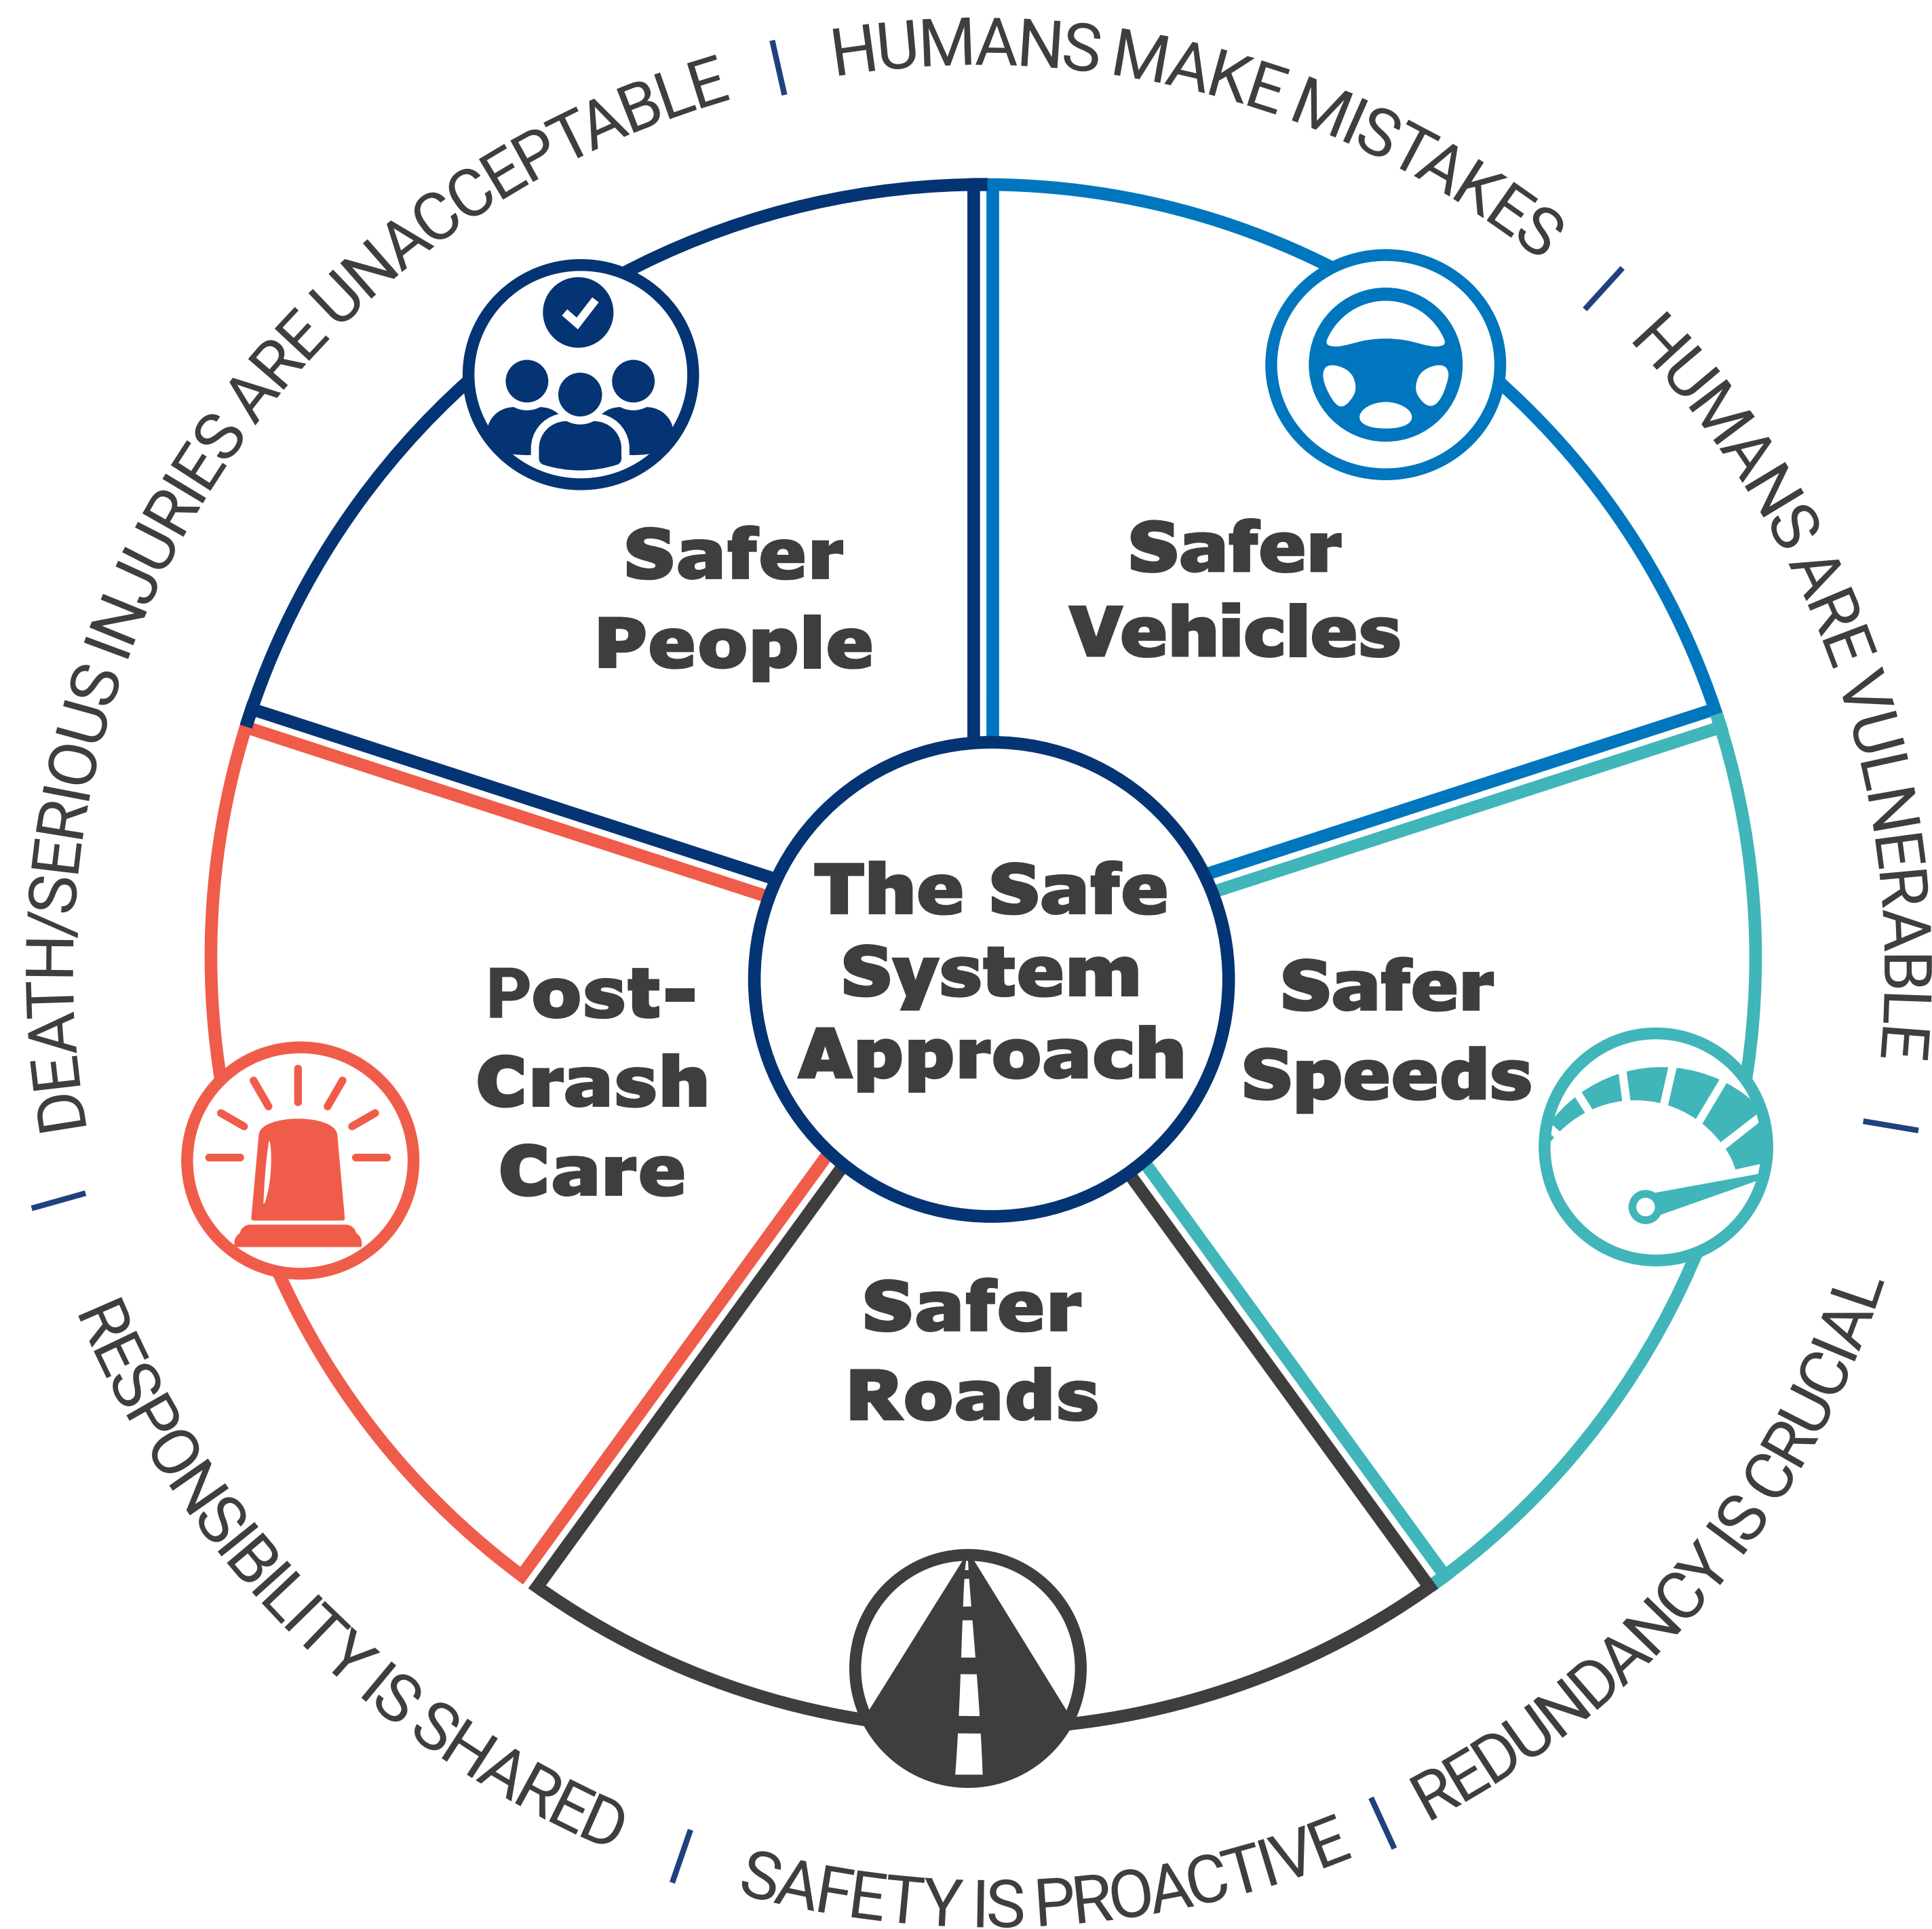 DEATH/SERIOUS INJURIES ARE UNACCEPTABLE
HUMANS MAKE MISTAKES
HUMANS ARE VULNERABLE
REDUNDANCY IS CRUCIAL
SAFETY IS PROACTIVE
RESPONSIBILITY IS SHARED
Safer
People
Safer
Vehicles
The Safe
System
Approach
Post-
Crash
Care
Safer
Speeds
Safer
Roads